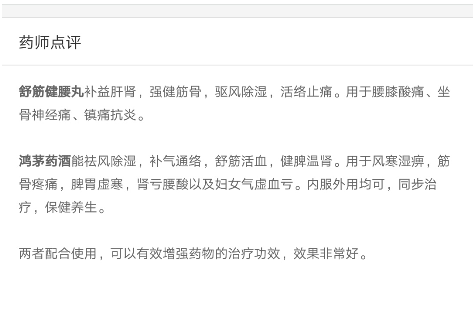 药师点评
舒筋健腰丸补益肝肾，强健筋骨，驱风除湿，活络止痛。用于腰膝酸痛、坐
骨神经痛、镇痛抗炎。
鸿茅药酒能祛风除湿，补气通络，舒筋活血，健脾温肾。用于风寒湿痹，筋
骨疼痛，脾胃虚寒，肾亏腰酸以及妇女气虚血亏。内服外用均可，同步治
疗，保健养生。
两者配合使用，可以有效增强药物的治疗功效，效果非常好。